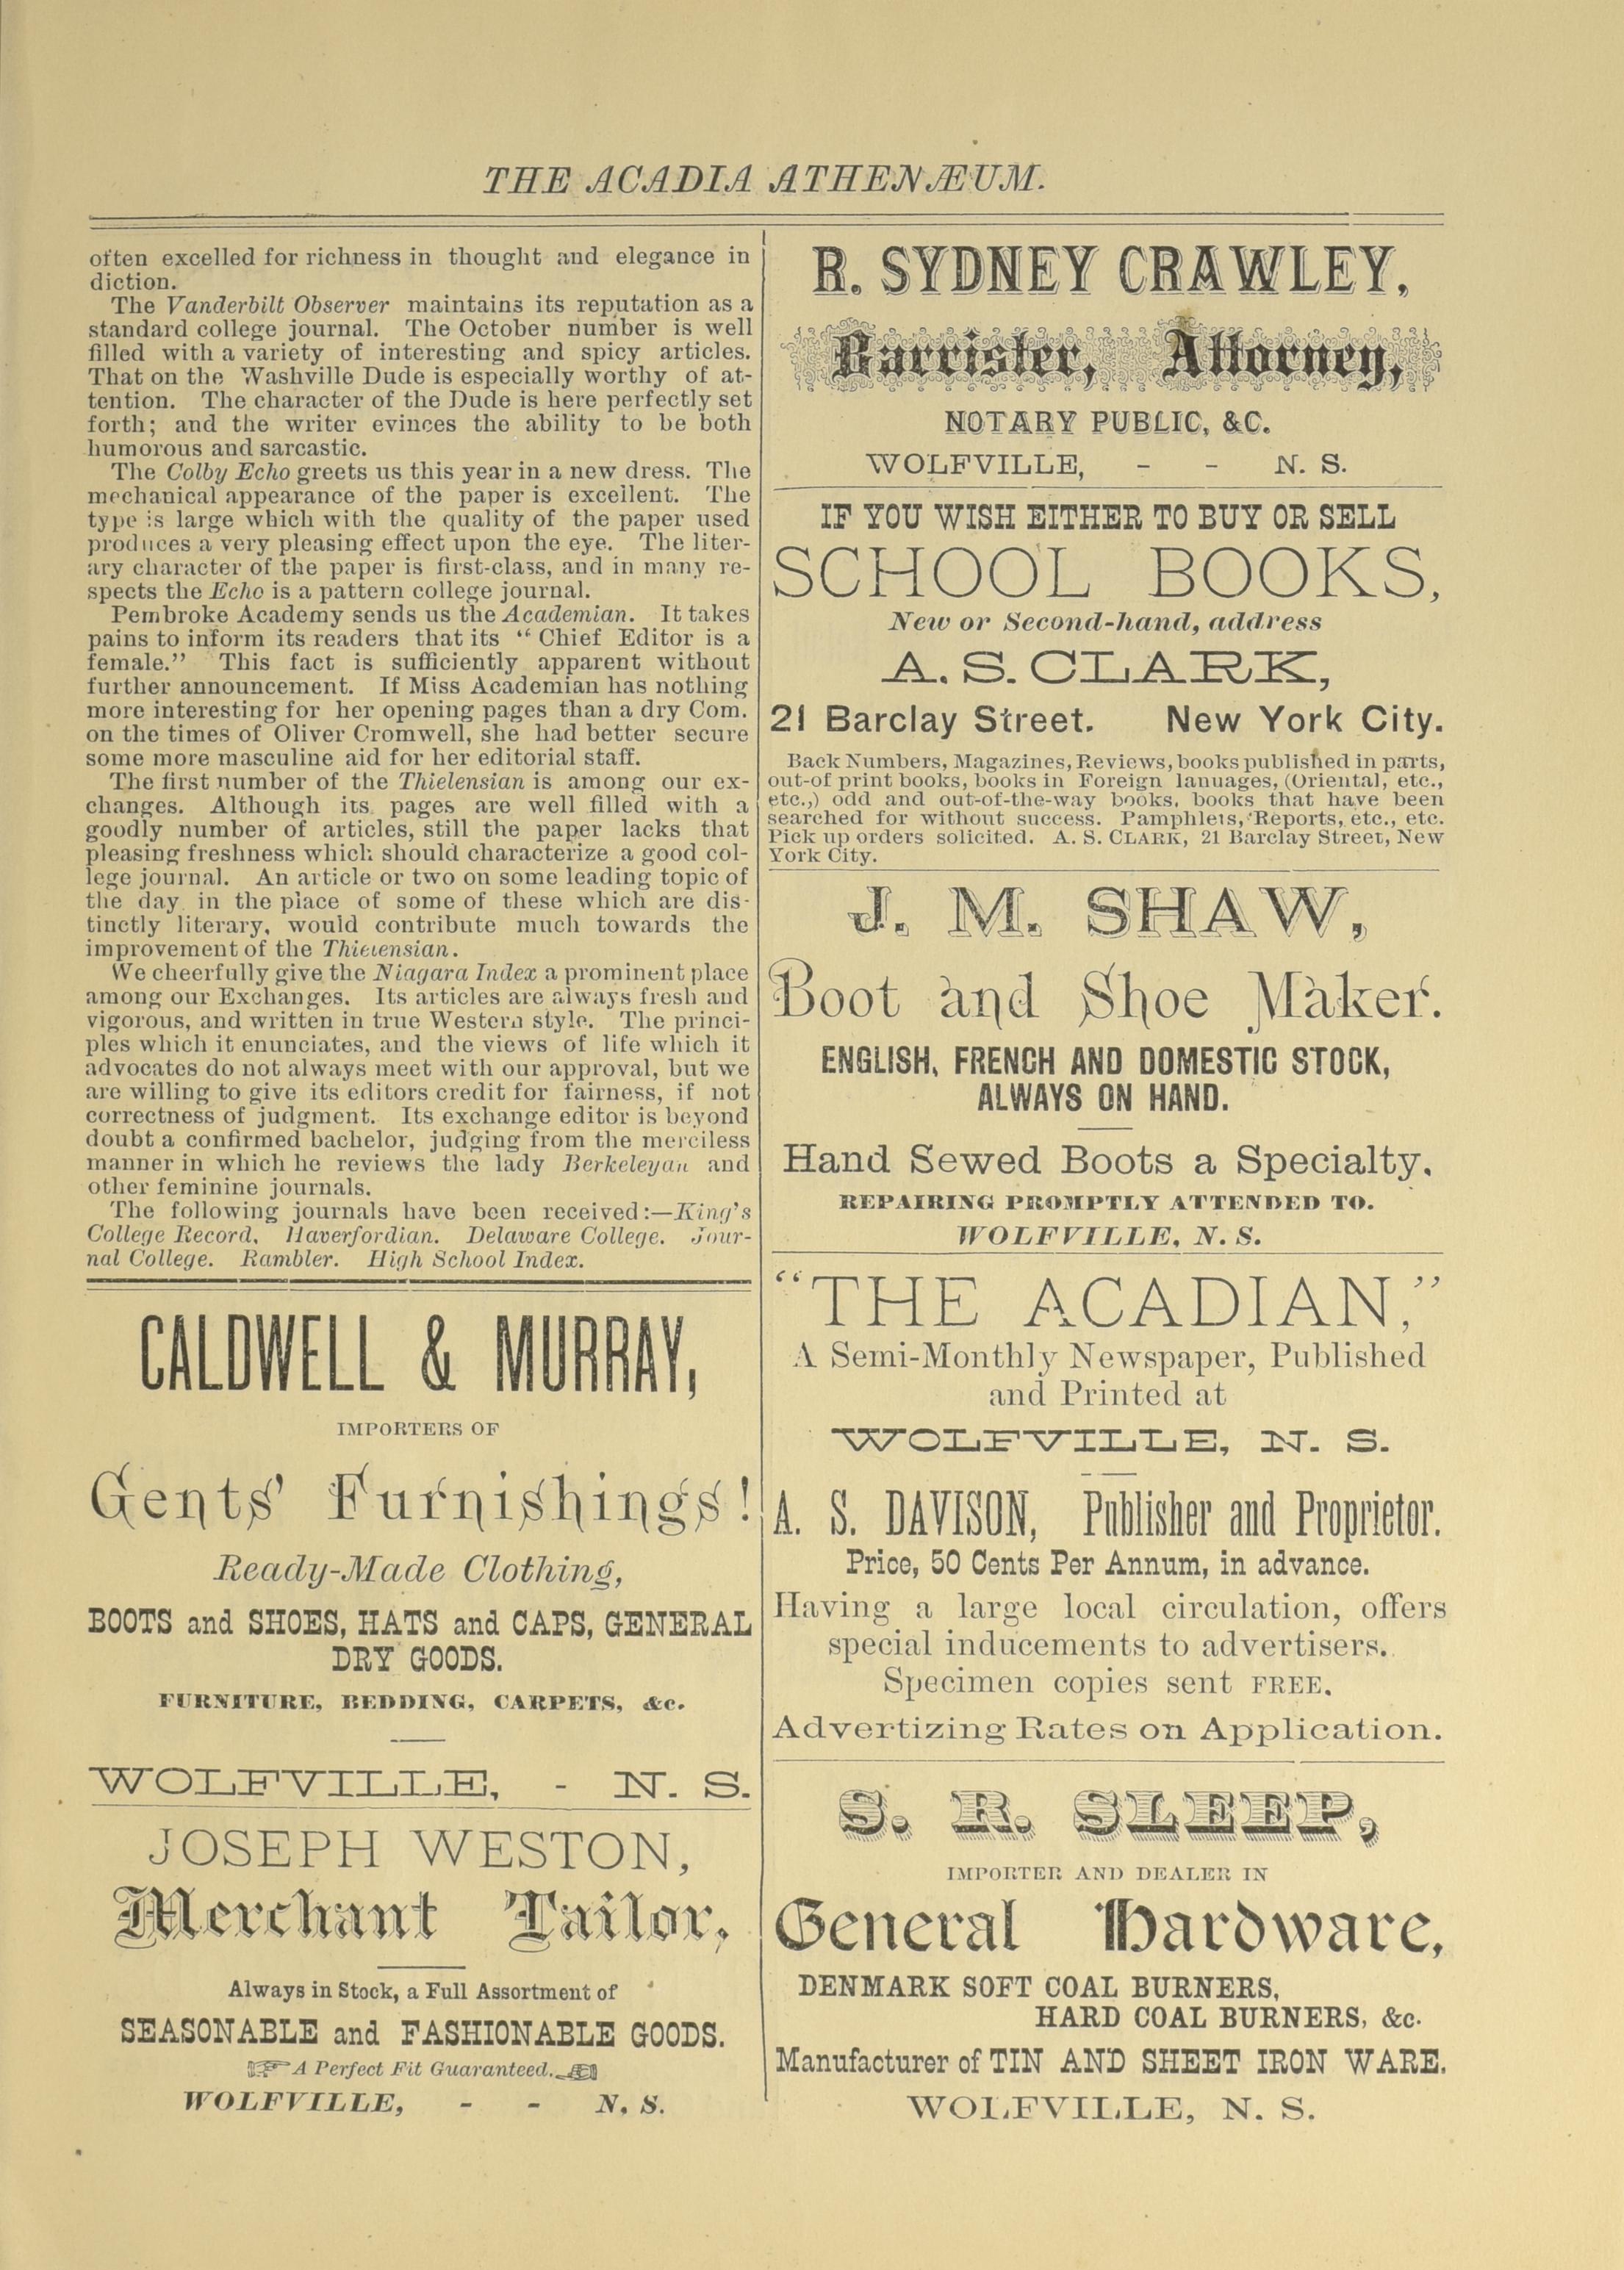 THE ACADIA ATHENÆUM.
often excelled for richness in thought and elegance in
diction.
The Vanderbilt Observer maintains its reputation as a
standard college journal. The October number is well
filled with a variety of interesting and spicy articles.
That on the Washville Dude is especially worthy of at-
tention. The character of the Dude is here perfectly set
forth; and the writer evinces the ability to be both
humorous and sarcastic.
The Colby Echo greets us this year in a new dress. The
mechanical appearance of the paper is excellent. The
type is large which with the quality of the paper used
produces a very pleasing effect upon the eye. The liter-
ary character of the paper is first-class, and in many re-
spects the Echo is a pattern college journal.
Pembroke Academy sends us the Academian. It takes
pains to inform its readers that its "Chief Editor is a
female." This fact is sufficiently apparent without
further announcement. If Miss Academian has nothing
more interesting for her opening pages than a dry Com.
on the times of Oliver Cromwell, she had better secure
some more masculine aid for her editorial staff.
The first number of the Thielensian is among our ex-
changes. Although its pages are well filled with a
goodly number of articles, still the paper lacks that
pleasing freshness which should characterize a good col-
lege journal. An article or two on some leading topic of
the day in the place of some of these which are dis-
tinctly literary, would contribute much towards the
improvement of the Thielensian.
We cheerfully give the Niagara Index a prominent place
among our Exchanges. Its articles are always fresh and
vigorous, and written in true Western style. The princi-
ples which it enunciates, and the views of life which it
advocates do not always meet with our approval, but we
are willing to give its editors credit for fairness, if not
correctness of judgment. Its exchange editor is beyond
doubt a confirmed bachelor, judging from the merciless
manner in which he reviews the lady Berkeleyan and
other feminine journals.
The following journals have been received:—King's
College Record. Haverfordian. Delaware College. Jour-
nal College. Rambler. High School Index.
CALDWELL & MURRAY,
IMPORTERS OF
Gents' Furnishings!
Ready-Made Clothing,
BOOTS and SHOES, HATS and CAPS, GENERAL
DRY GOODS.
FURNITURE, BEDDING, CARPETS, &c.
WOLFVILLE, - N. S.
JOSEPH WESTON,
Merchant Tailor,
Always in Stock, a Full Assortment of
SEASONABLE and FASHIONABLE GOODS.
A Perfect Fit Guaranteed.
WOLFVILLE, - - N. S.
R. SYDNEY CRAWLEY,
Barrister, Attorney,
NOTARY PUBLIC, &C.
WOLFVILLE, - - N. S.
IF YOU WISH EITHER TO BUY OR SELL
SCHOOL BOOKS,
New or Second-hand, address
A. S. CLARK,
21 Barclay Street. New York City.
Back Numbers, Magazines, Reviews, books published in parts,
out-of print books, books in Foreign lanuages, (Oriental, etc.,
etc.,) odd and out-of-the-way books, books that have been
searched for without success. Pamphlets, Reports, etc., etc.
Pick up orders solicited. A. S. CLARK, 21 Barclay Street, New
York City.
J. M. SHAW,
Boot and Shoe Maker.
ENGLISH, FRENCH AND DOMESTIC STOCK,
ALWAYS ON HAND.
Hand Sewed Boots a Specialty.
REPAIRING PROMPTLY ATTENDED TO.
WOLFVILLE, N. S.
"THE ACADIAN,"
A Semi-Monthly Newspaper, Published
and Printed at
WOLFVILLE, N. S.
A. S. DAVISON, Publisher and Proprietor.
Price, 50 Cents Per Annum, in advance.
Having a large local circulation, offers
special inducements to advertisers.
Specimen copies sent FREE.
Advertizing Rates on Application.
S. R. SLEEP,
IMPORTER AND DEALER IN
General Hardware,
DENMARK SOFT COAL BURNERS,
HARD COAL BURNERS, &c.
Manufacturer of TIN AND SHEET IRON WARE.
WOLFVILLE, N. S.